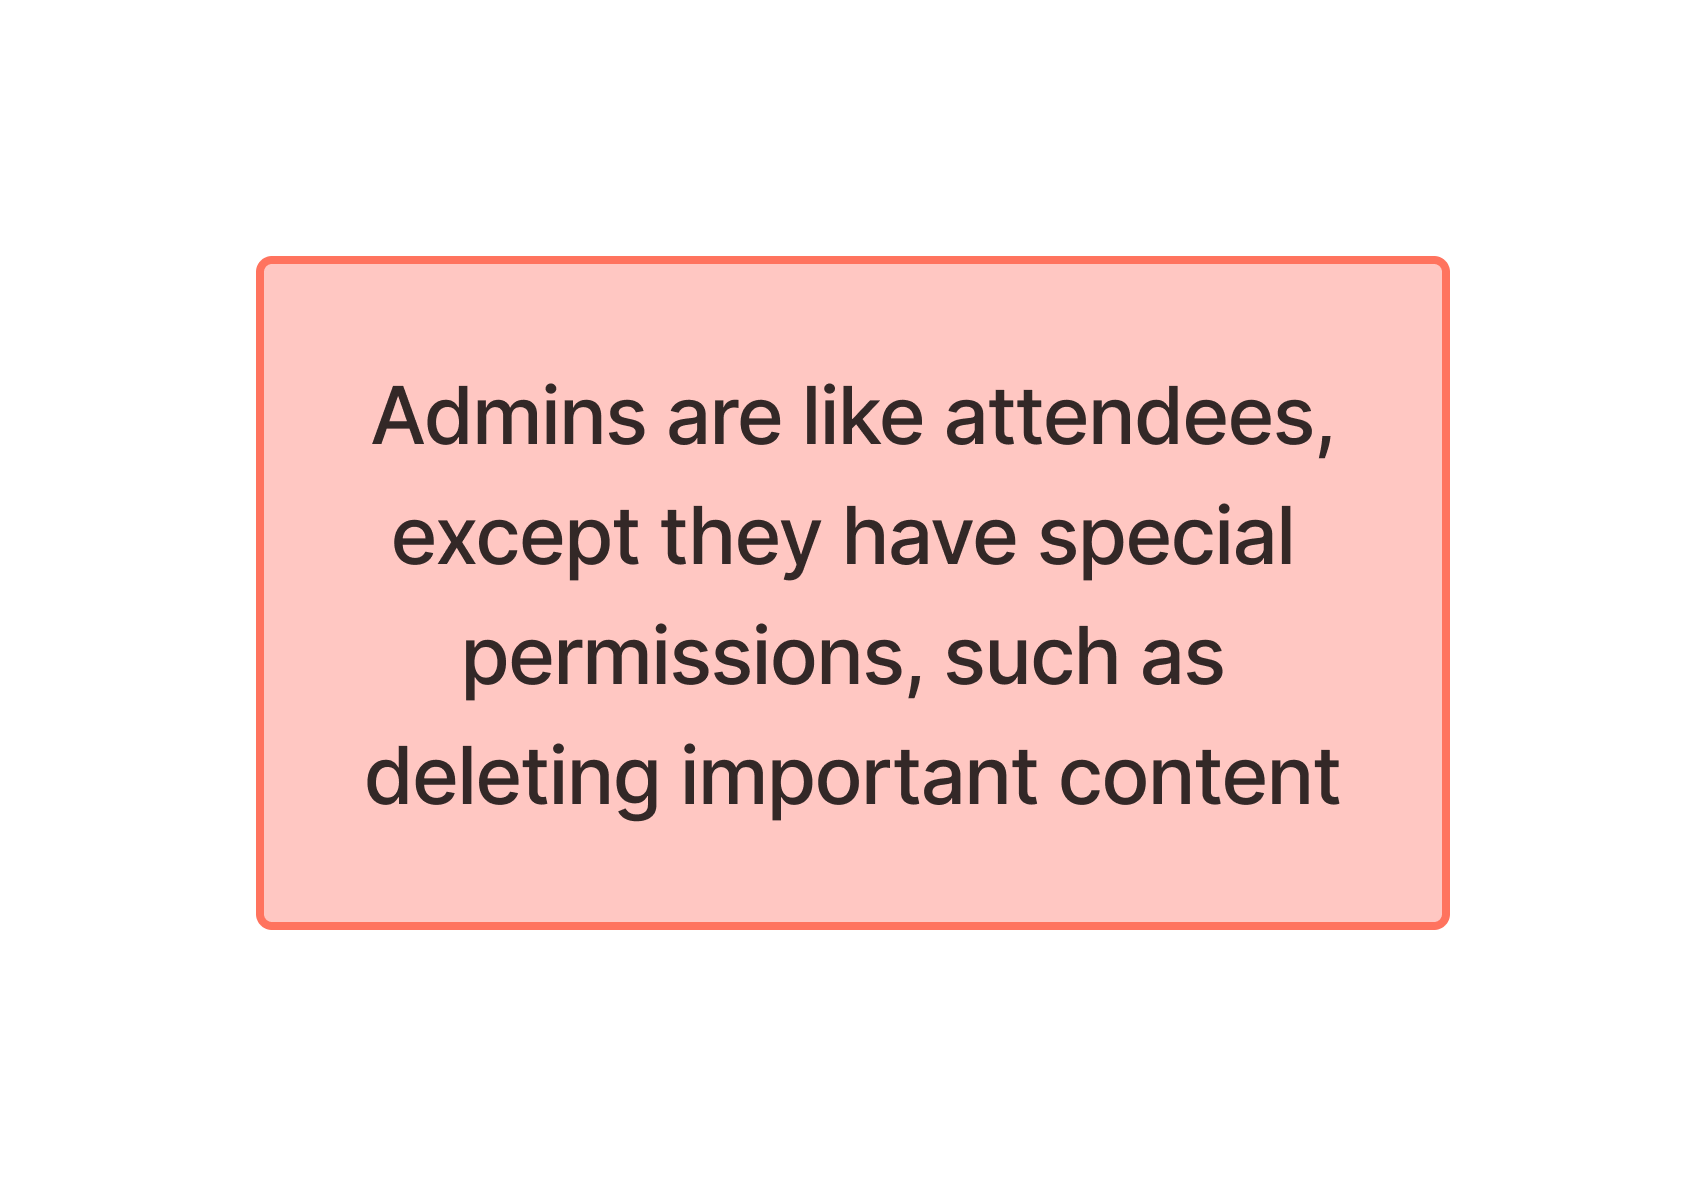 Admins are like attendees,
except they have special
permissions, such as
deleting important content